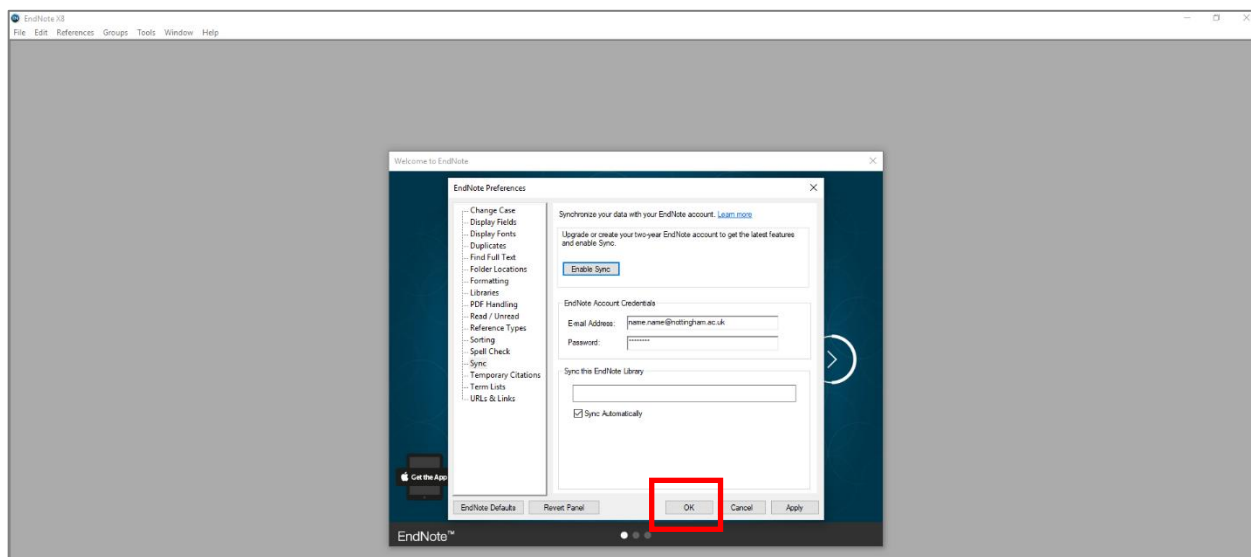 EndNote X8
File Edit References Groups Tools Window Help
Welcome to EndNote
EndNote Preferences
Change Case
Display Fields
Display Fonts
Duplicates
Find Full Text
Folder Locations
Formatting
Libraries
PDF Handling
Read / Unread
Reference Types
Sorting
Spell Check
Sync
Temporary Citations
Term Lists
URLs & Links
Synchronize your data with your EndNote account. Learn more
Upgrade or create your two-year EndNote account to get the latest features
and enable Sync.
Enable Sync
EndNote Account Credentials
E-mail Address: name.name@nottingham.ac.uk
Password: ********
Sync this EndNote Library
Sync Automatically
Get the App
EndNote Defaults Revert Panel OK Cancel Apply
EndNote™